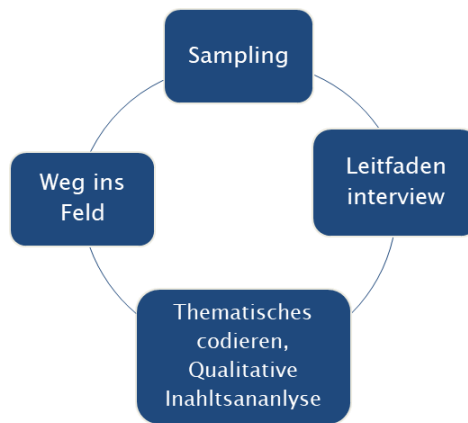 Sampling
Leitfaden
interview
Thematisches
codieren,
Qualitative
Inahltsananlyse
Weg ins
Feld